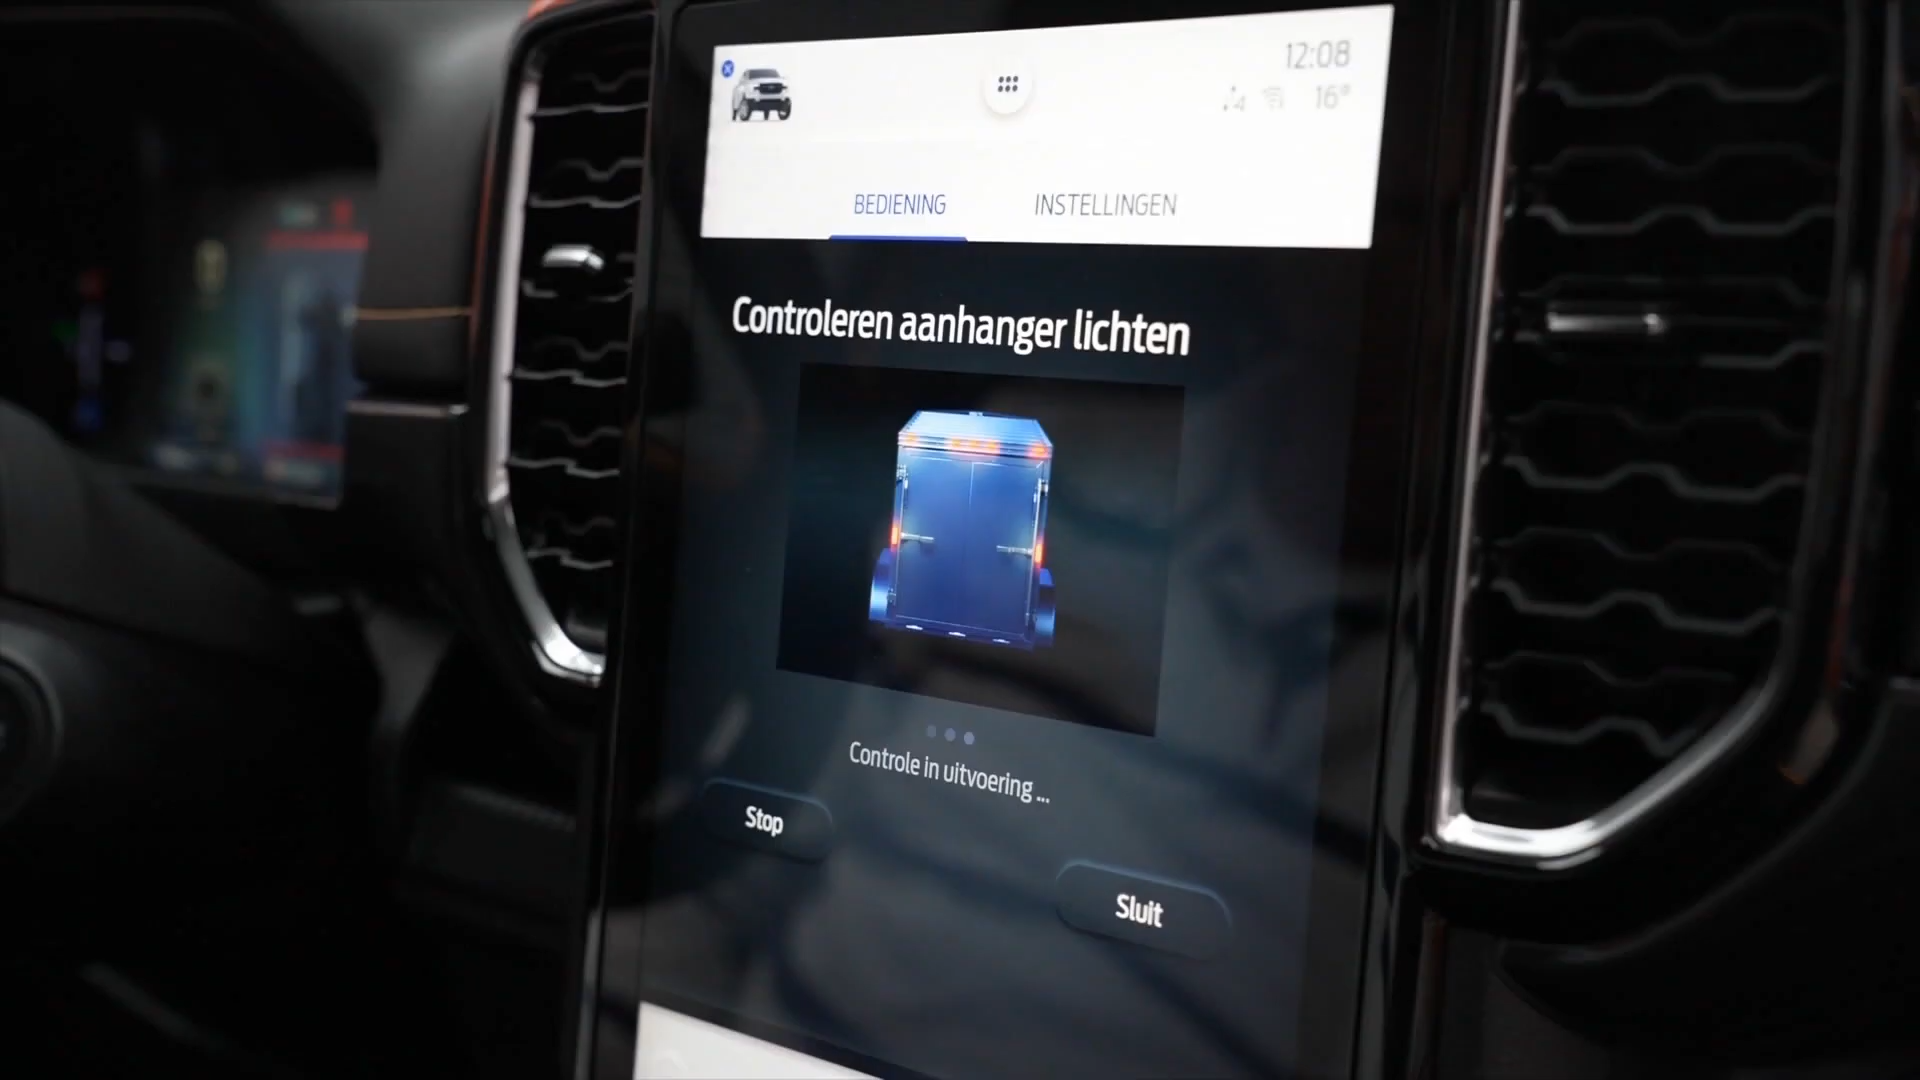 12:08
16°
BEDIENING INSTELLINGEN
Controleren aanhanger lichten
Controle in uitvoering ...
Stop
Sluit